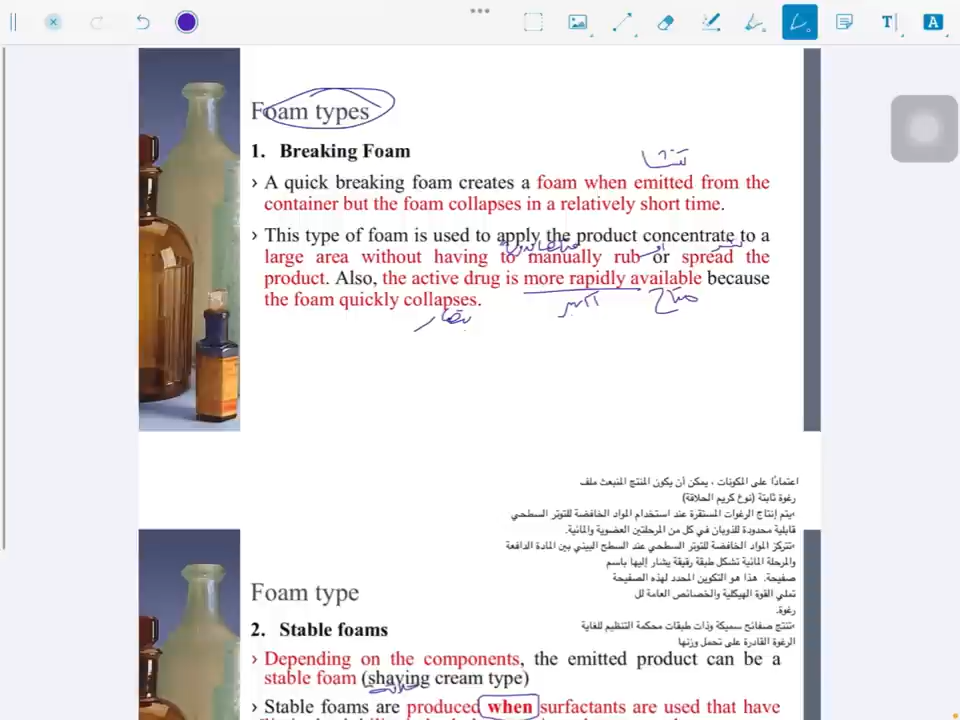 Foam types
1. Breaking Foam
تنشا
› A quick breaking foam creates a foam when emitted from the
container but the foam collapses in a relatively short time.
› This type of foam is used to apply the product concentrate to a
large area without having to manually rub or spread the
product. Also, the active drug is more rapidly available because
the foam quickly collapses.
اكبر متاح
اعتمادًا على المكونات ، يمكن أن يكون المنتج المنبعث ملف
رغوة ثابتة (نوع كريم الحلاقة)
•يتم إنتاج الرغوات المستقرة عند استخدام المواد الخافضة للتوتر السطحي
قابلية محدودة للذوبان في كل من المرحلتين العضوية والمائية.
•تتركز المواد الخافضة للتوتر السطحي عند السطح البيني بين المادة الدافعة
والمرحلة المائية تشكل طبقة رقيقة يشار إليها باسم
صفيحة. هذا هو التكوين المحدد لهذه الصفيحة
تملي القوة الهيكلية والخصائص العامة لل
رغوة.
•تنتج صفائح سميكة وذات طبقات محكمة التنظيم للغاية
الرغوة القادرة على تحمل وزنها
Foam type
2. Stable foams
› Depending on the components, the emitted product can be a
stable foam (shaving cream type)
› Stable foams are produced when surfactants are used that have